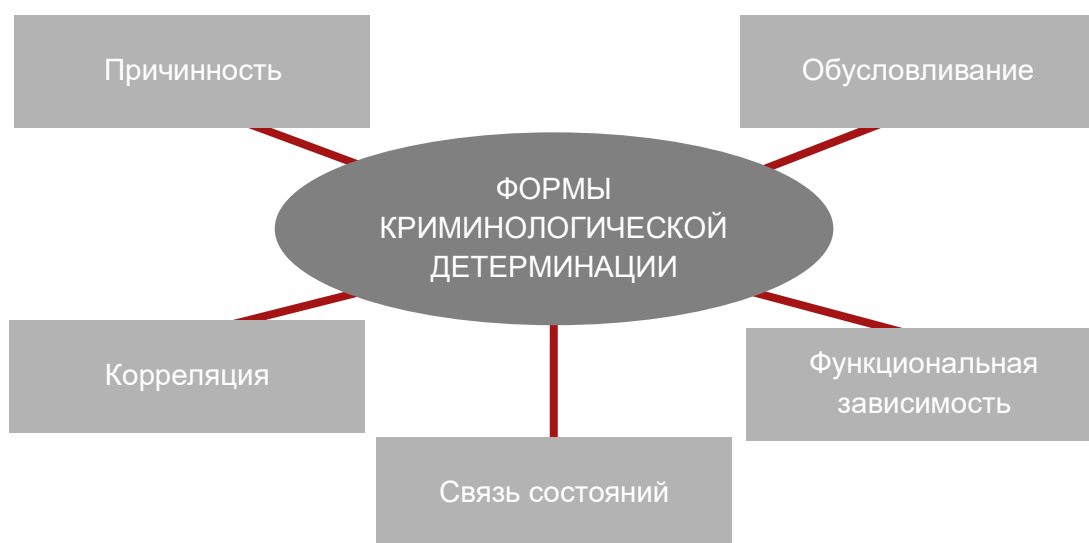 Причинность
Обусловливание
ФОРМЫ
КРИМИНОЛОГИЧЕСКОЙ
ДЕТЕРМИНАЦИИ
Корреляция
Функциональная
зависимость
Связь состояний